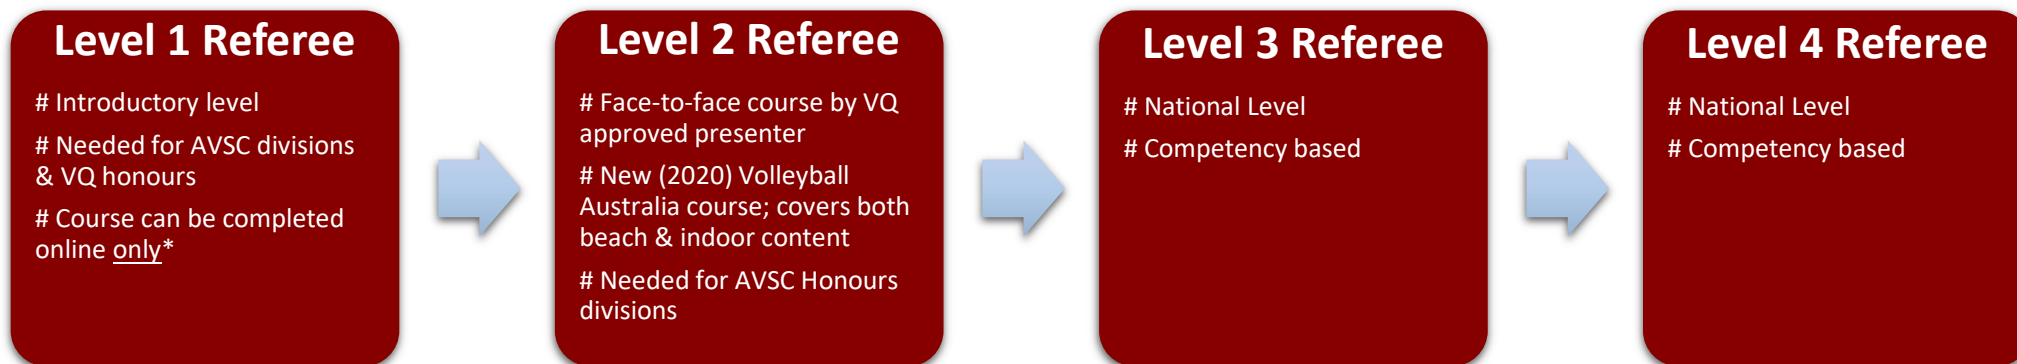 Level 1 Referee
# Introductory level
# Needed for AVSC divisions
& VQ honours
# Course can be completed
online only*
Level 2 Referee
# Face-to-face course by VQ
approved presenter
# New (2020) Volleyball
Australia course; covers both
beach & indoor content
# Needed for AVSC Honours
divisions
Level 3 Referee
# National Level
# Competency based
Level 4 Referee
# National Level
# Competency based